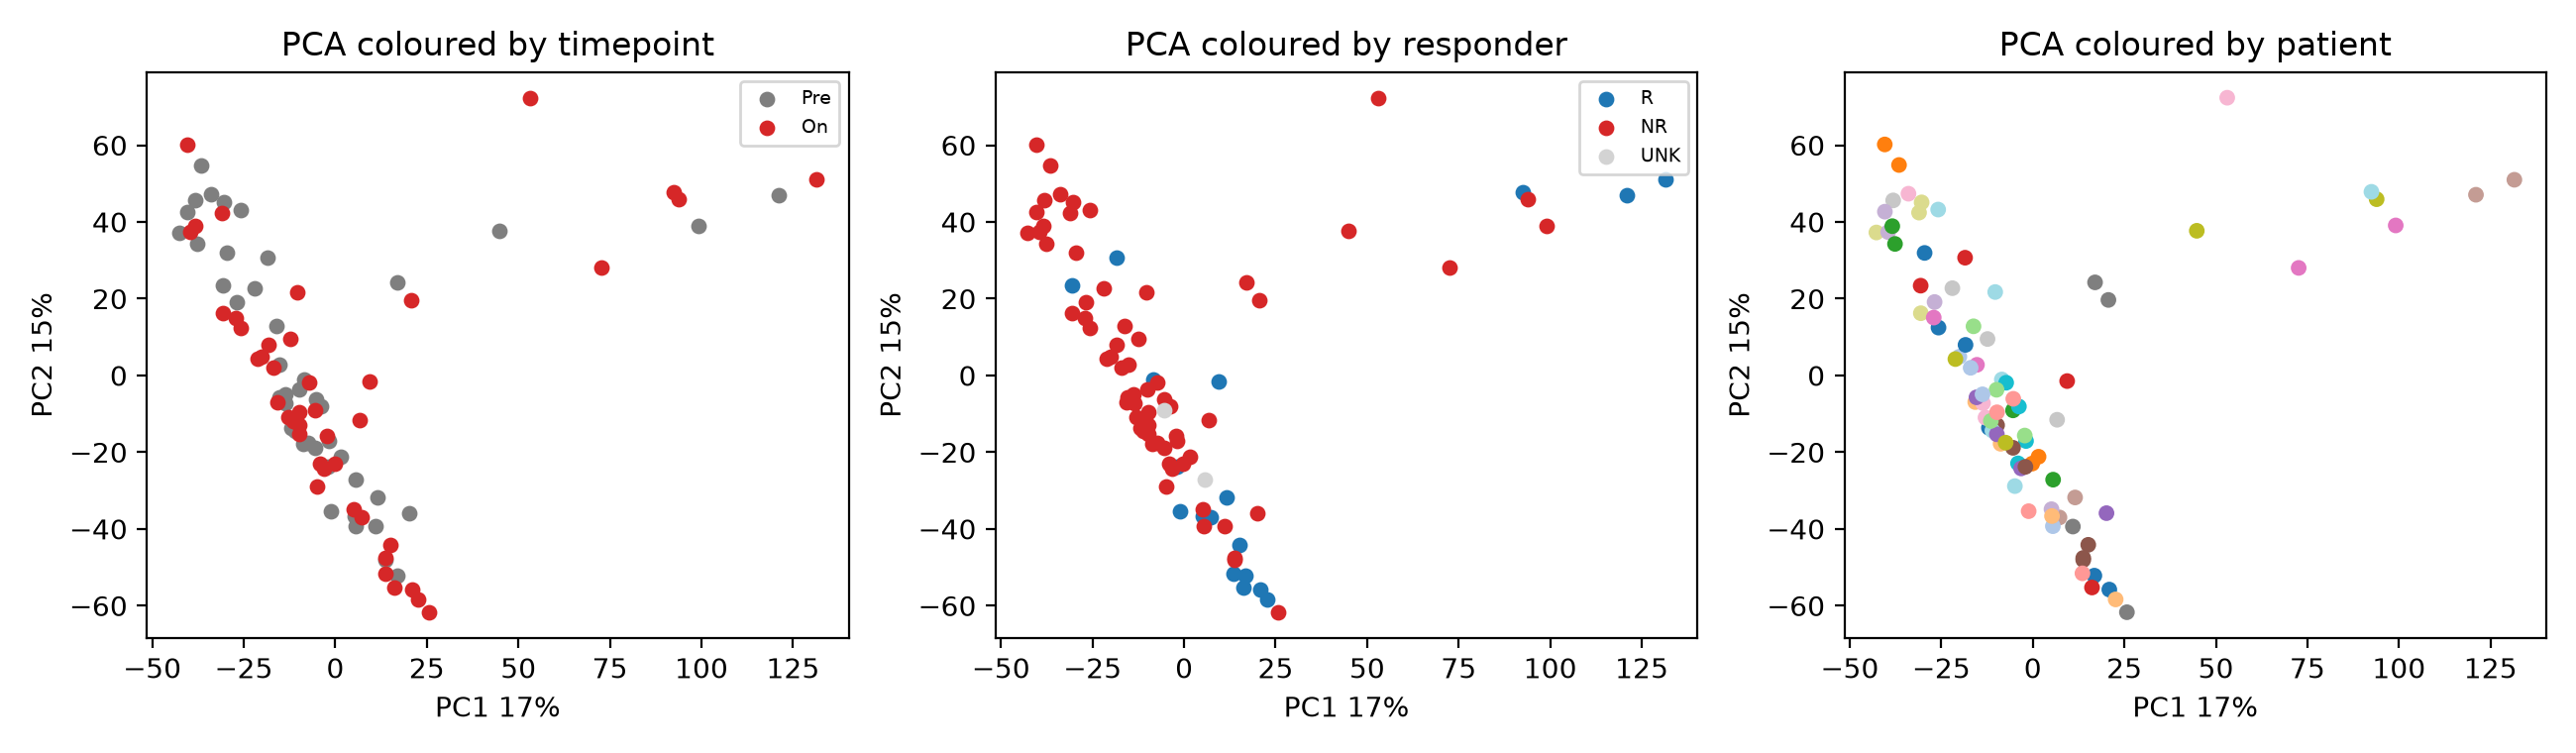 PCA coloured by timepoint
Pre
On
60
40
20
0
−20
−40
−60
PC2 15%
−50 −25 0 25 50 75 100 125
PC1 17%
PCA coloured by responder
R
NR
UNK
60
40
20
0
−20
−40
−60
PC2 15%
−50 −25 0 25 50 75 100 125
PC1 17%
PCA coloured by patient
60
40
20
0
−20
−40
−60
PC2 15%
−50 −25 0 25 50 75 100 125
PC1 17%